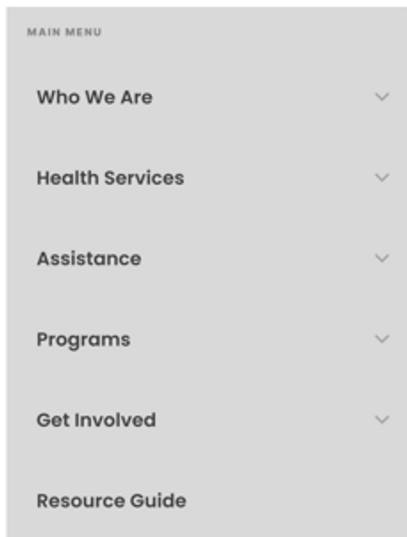 MAIN MENU
Who We Are
Health Services
Assistance
Programs
Get Involved
Resource Guide